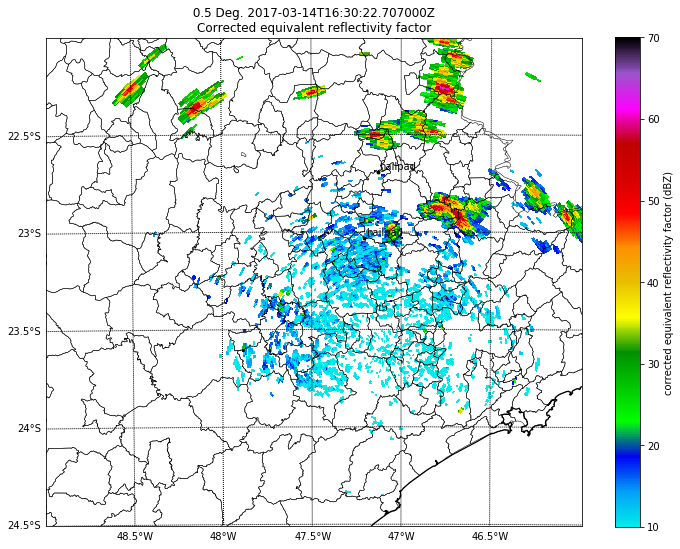 0.5 Deg. 2017-03-14T16:30:22.707000Z
Corrected equivalent reflectivity factor
70
60
50
40
30
20
10
corrected equivalent reflectivity factor (dBZ)
22.5°S
23°S
23.5°S
24°S
24.5°S
hailpad
hailpad
48.5°W
48°W
47.5°W
47°W
46.5°W